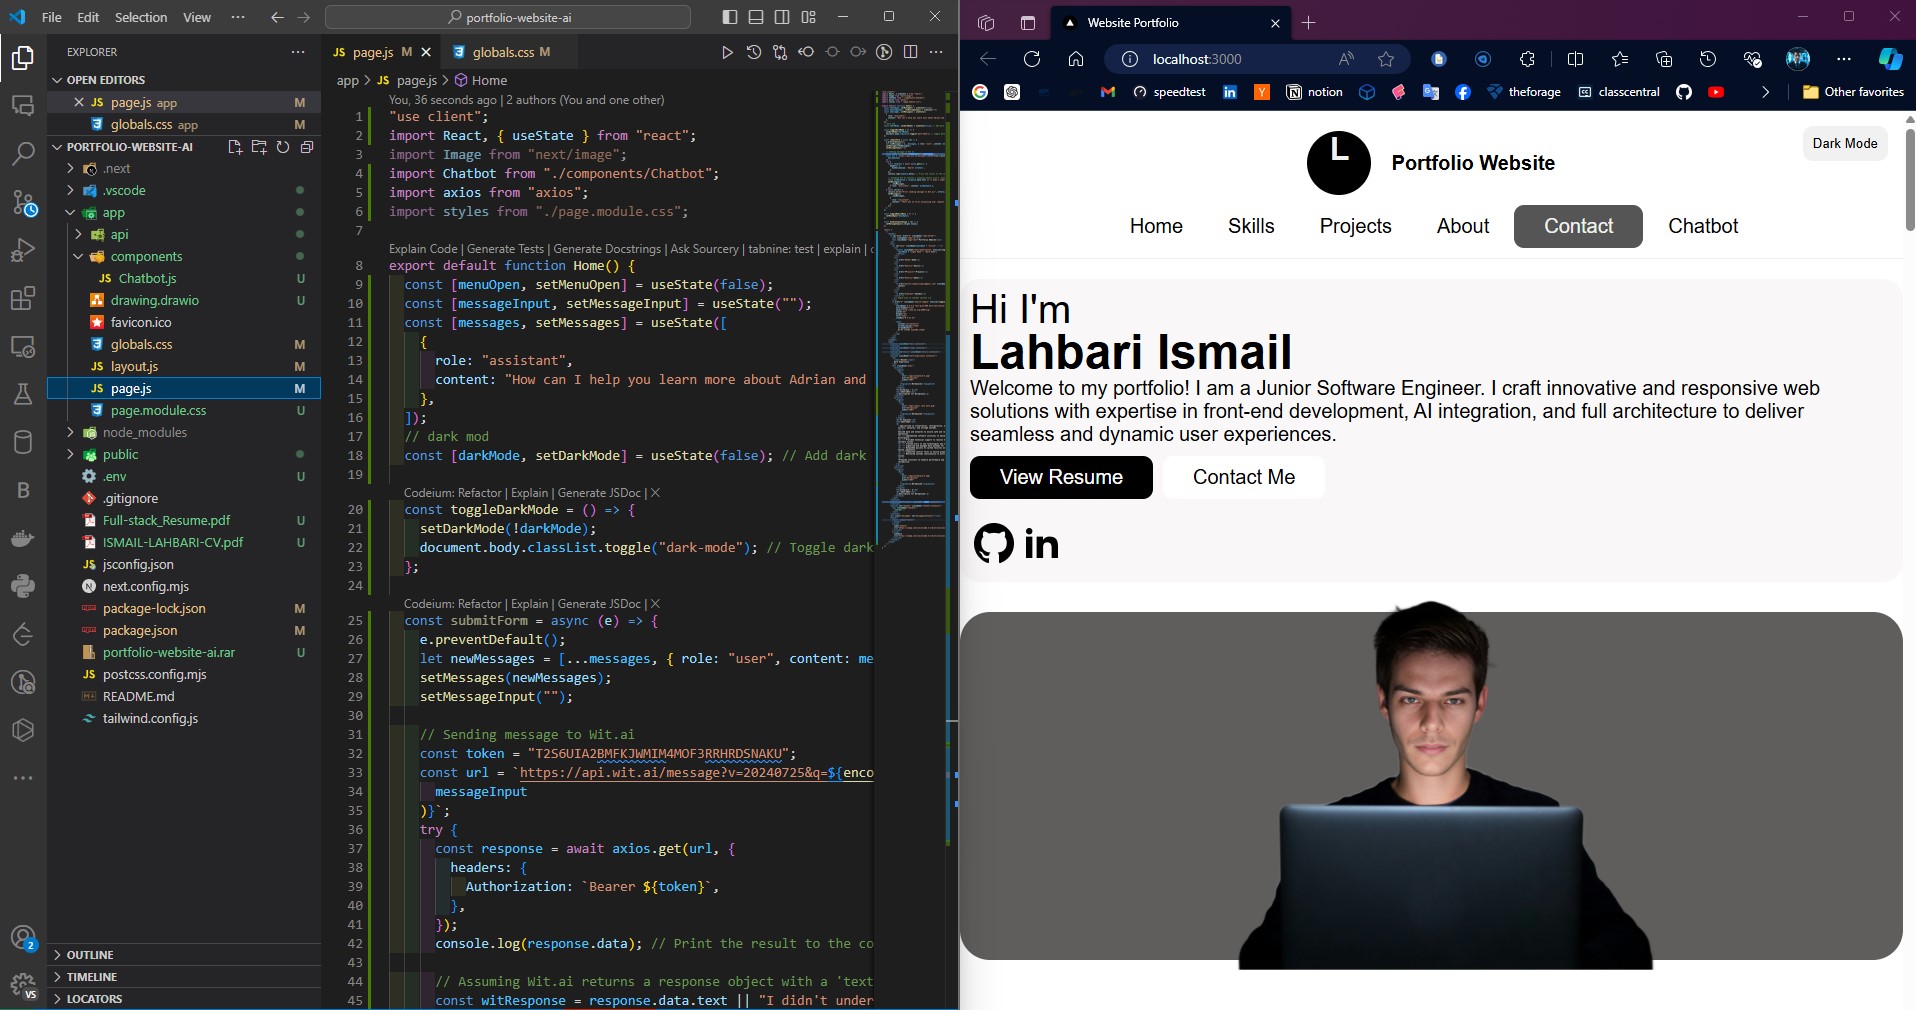 File Edit Selection View ··· portfolio-website-ai
EXPLORER
OPEN EDITORS
page.js app M
globals.css app M
PORTFOLIO-WEBSITE-AI
.next
.vscode
app
api
components
Chatbot.js U
drawing.drawio U
favicon.ico
globals.css M
layout.js M
page.js M
page.module.css U
node_modules
public
.env U
.gitignore
Full-stack_Resume.pdf U
ISMAIL-LAHBARI-CV.pdf U
jsconfig.json
next.config.mjs
package-lock.json M
package.json M
portfolio-website-ai.rar U
postcss.config.mjs
README.md
tailwind.config.js
OUTLINE
TIMELINE
LOCATORS
2
VS
page.js M globals.css M
app > page.js > Home
You, 36 seconds ago | 2 authors (You and one other)
1 "use client";
2 import React, { useState } from "react";
3 import Image from "next/image";
4 import Chatbot from "./components/Chatbot";
5 import axios from "axios";
6 import styles from "./page.module.css";
7
Explain Code | Generate Tests | Generate Docstrings | Ask Sourcery | tabnine: test | explain |
8 export default function Home() {
9 const [menuOpen, setMenuOpen] = useState(false);
10 const [messageInput, setMessageInput] = useState("");
11 const [messages, setMessages] = useState([
12 {
13 role: "assistant",
14 content: "How can I help you learn more about Adrian and
15 },
16 ]);
17 // dark mod
18 const [darkMode, setDarkMode] = useState(false); // Add dark
19
Codeium: Refactor | Explain | Generate JSDoc | X
20 const toggleDarkMode = () => {
21 setDarkMode(!darkMode);
22 document.body.classList.toggle("dark-mode"); // Toggle dark
23 };
24
Codeium: Refactor | Explain | Generate JSDoc | X
25 const submitForm = async (e) => {
26 e.preventDefault();
27 let newMessages = [...messages, { role: "user", content: me
28 setMessages(newMessages);
29 setMessageInput("");
30
31 // Sending message to Wit.ai
32 const token = "T2S6UIA2BMFKJWMIM4MOF3RRHRDSNAKU";
33 const url = `https://api.wit.ai/message?v=20240725&q=${enco
34 messageInput
35 )}`;
36 try {
37 const response = await axios.get(url, {
38 headers: {
39 Authorization: `Bearer ${token}`,
40 },
41 });
42 console.log(response.data); // Print the result to the co
43
44 // Assuming Wit.ai returns a response object with a 'text
45 const witResponse = response.data.text || "I didn't under
Website Portfolio
localhost:3000
speedtest notion theforage classcentral Other favorites
Dark Mode
L Portfolio Website
Home Skills Projects About Contact Chatbot
Hi I'm
Lahbari Ismail
Welcome to my portfolio! I am a Junior Software Engineer. I craft innovative and responsive web
solutions with expertise in front-end development, AI integration, and full architecture to deliver
seamless and dynamic user experiences.
View Resume Contact Me
in